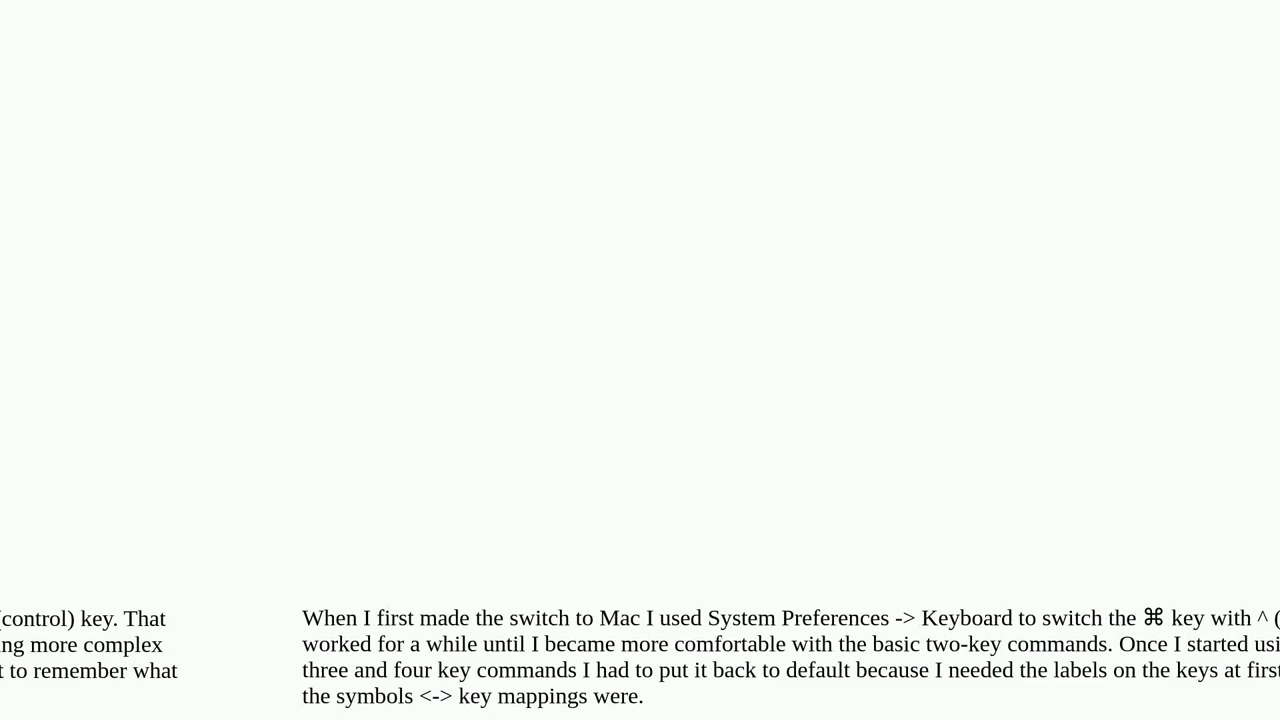 (control) key. That
ng more complex
t to remember what
When I first made the switch to Mac I used System Preferences -> Keyboard to switch the ⌘ key with ^ (
worked for a while until I became more comfortable with the basic two-key commands. Once I started usi
three and four key commands I had to put it back to default because I needed the labels on the keys at first
the symbols <-> key mappings were.